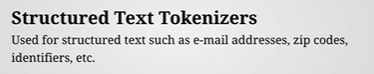 Structured Text Tokenizers
Used for structured text such as e-mail addresses, zip codes,
identifiers, etc.